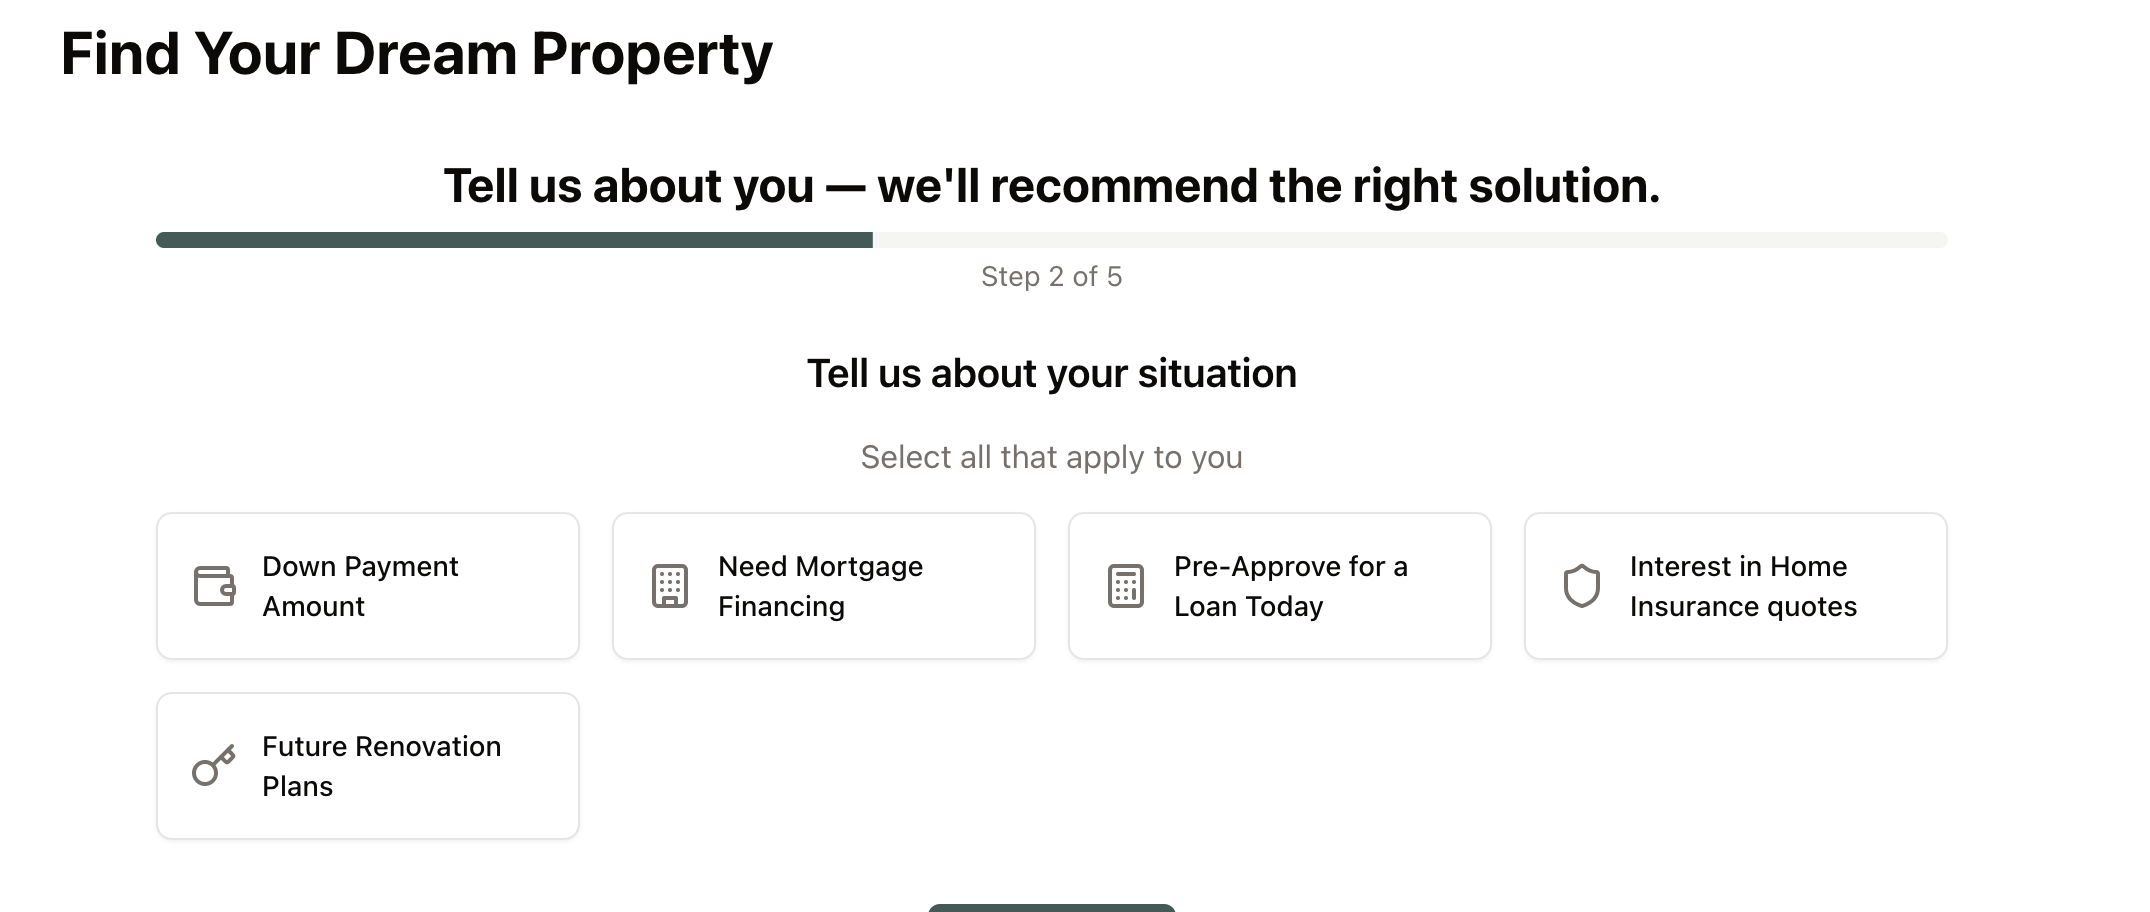 Find Your Dream Property
Tell us about you — we'll recommend the right solution.
Step 2 of 5
Tell us about your situation
Select all that apply to you
Down Payment
Amount
Need Mortgage
Financing
Pre-Approve for a
Loan Today
Interest in Home
Insurance quotes
Future Renovation
Plans